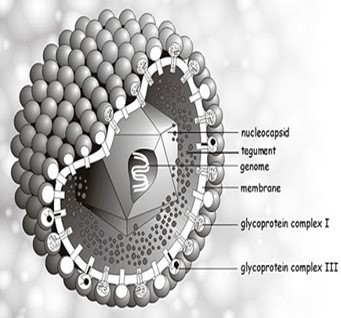 nucleocapsid
tegument
genome
membrane
glycoprotein complex I
glycoprotein complex III